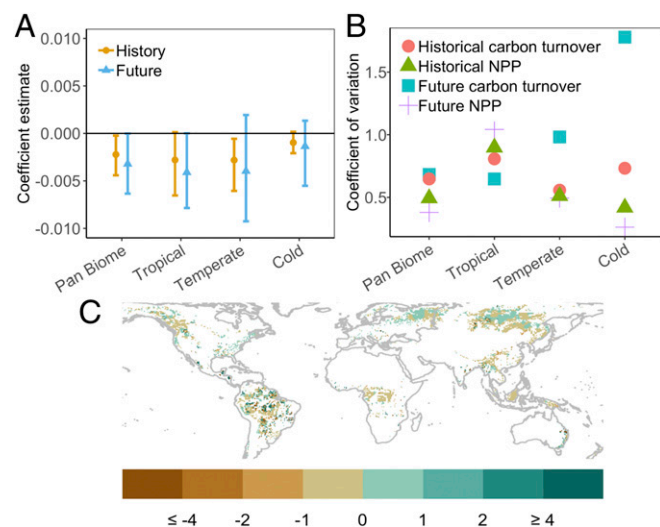 A
0.010
0.005
0.000
-0.005
-0.010
Coefficient estimate
History
Future
Pan Biome
Tropical
Temperate
Cold
B
1.5
1.0
0.5
Coefficient of variation
Historical carbon turnover
Historical NPP
Future carbon turnover
Future NPP
Pan Biome
Tropical
Temperate
Cold
C
≤ -4
-2
-1
0
1
2
≥ 4